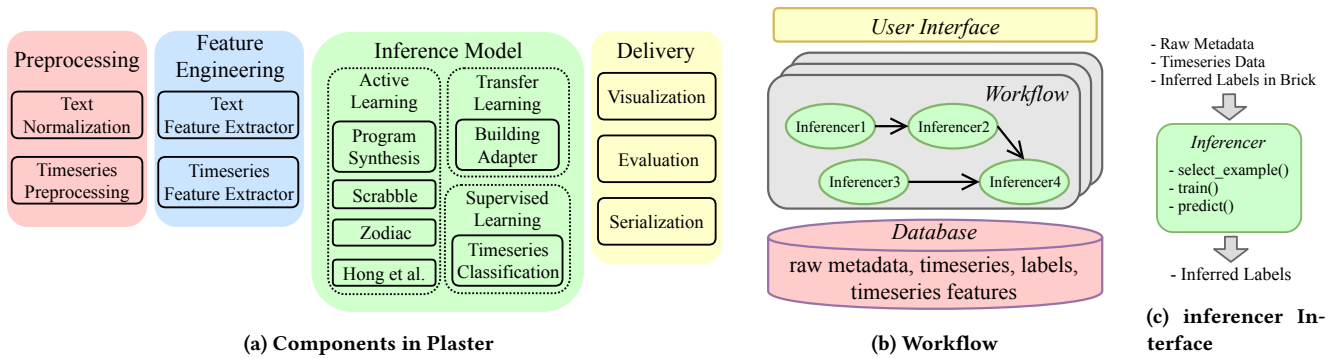 Preprocessing
Text
Normalization
Timeseries
Preprocessing
Feature
Engineering
Text
Feature Extractor
Timeseries
Feature Extractor
Inference Model
Active
Learning
Program
Synthesis
Scrabble
Zodiac
Hong et al.
Transfer
Learning
Building
Adapter
Supervised
Learning
Timeseries
Classification
Delivery
Visualization
Evaluation
Serialization
(a) Components in Plaster
User Interface
Workflow
Inferencer1
Inferencer2
Inferencer3
Inferencer4
Database
raw metadata, timeseries, labels,
timeseries features
(b) Workflow
- Raw Metadata
- Timeseries Data
- Inferred Labels in Brick
Inferencer
- select_example()
- train()
- predict()
- Inferred Labels
(c) inferencer In-
terface